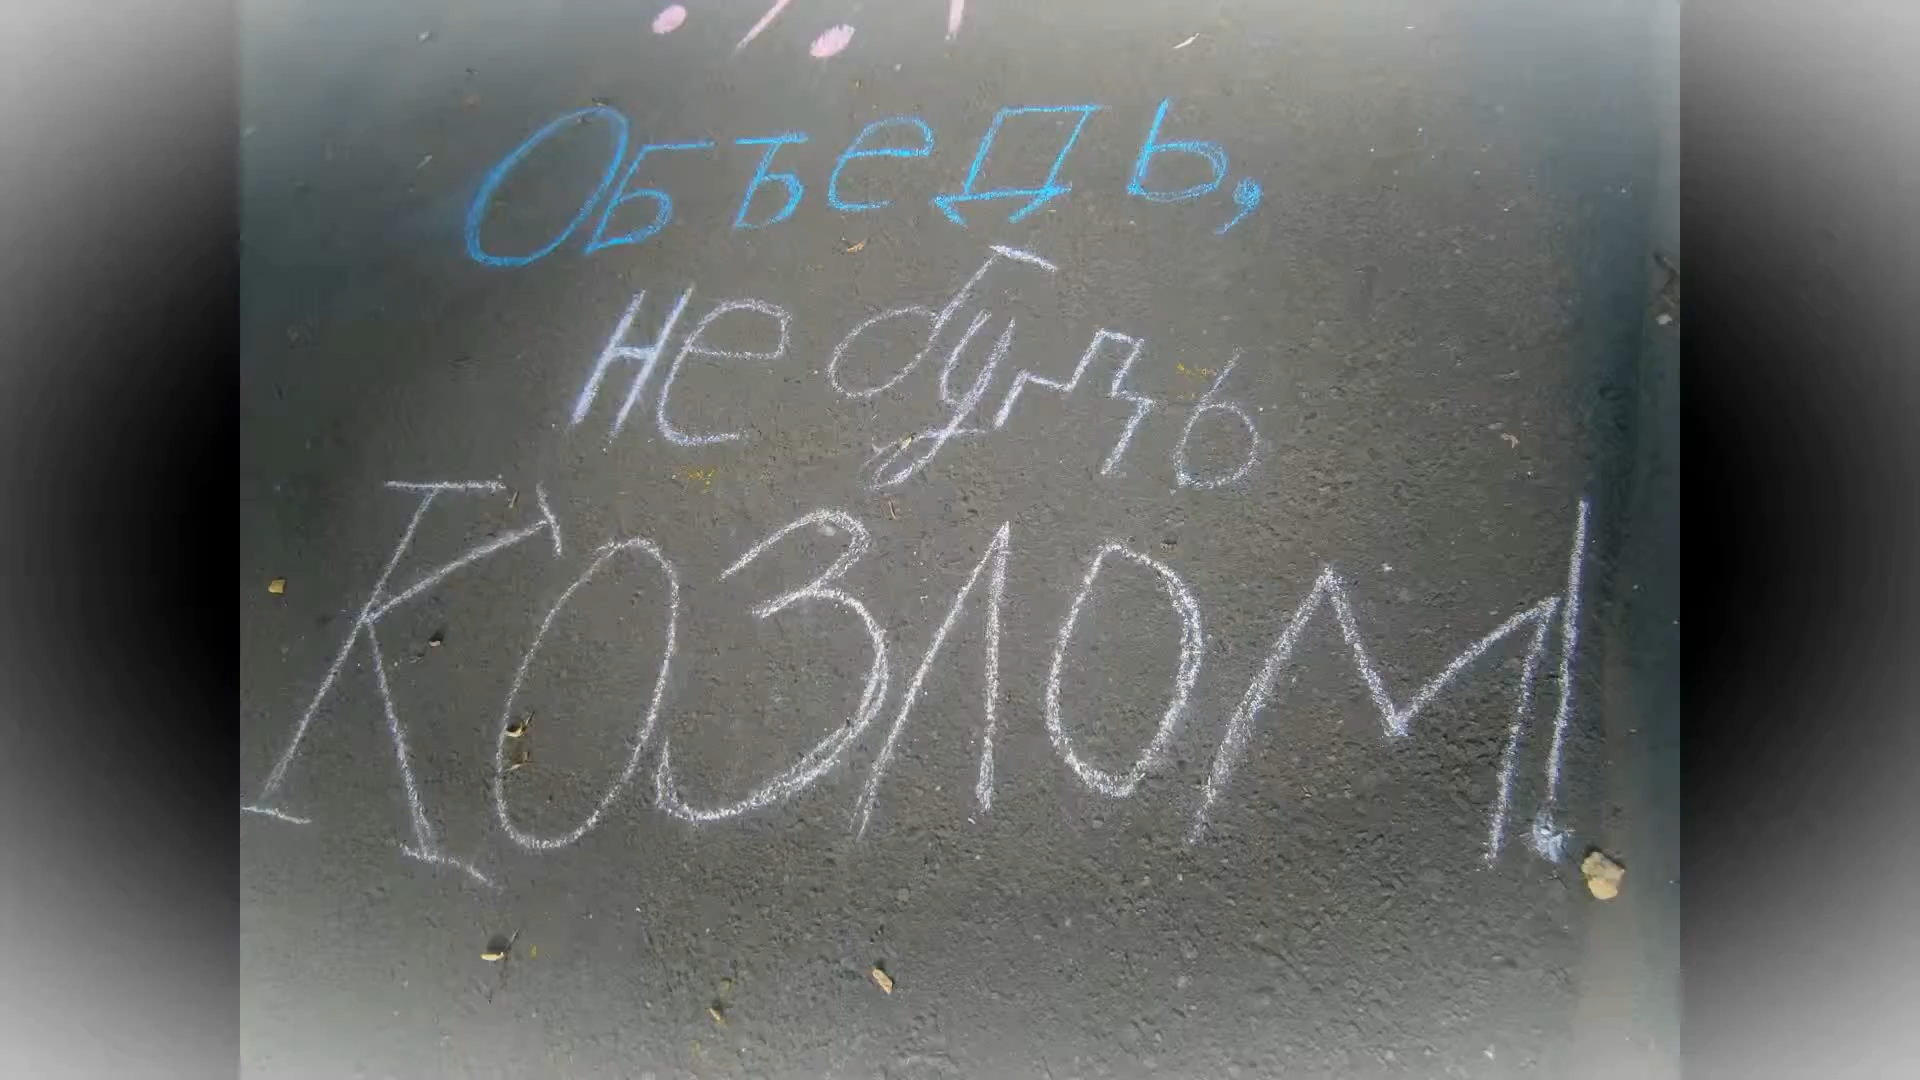 Объедь,
не будь
Козлом!